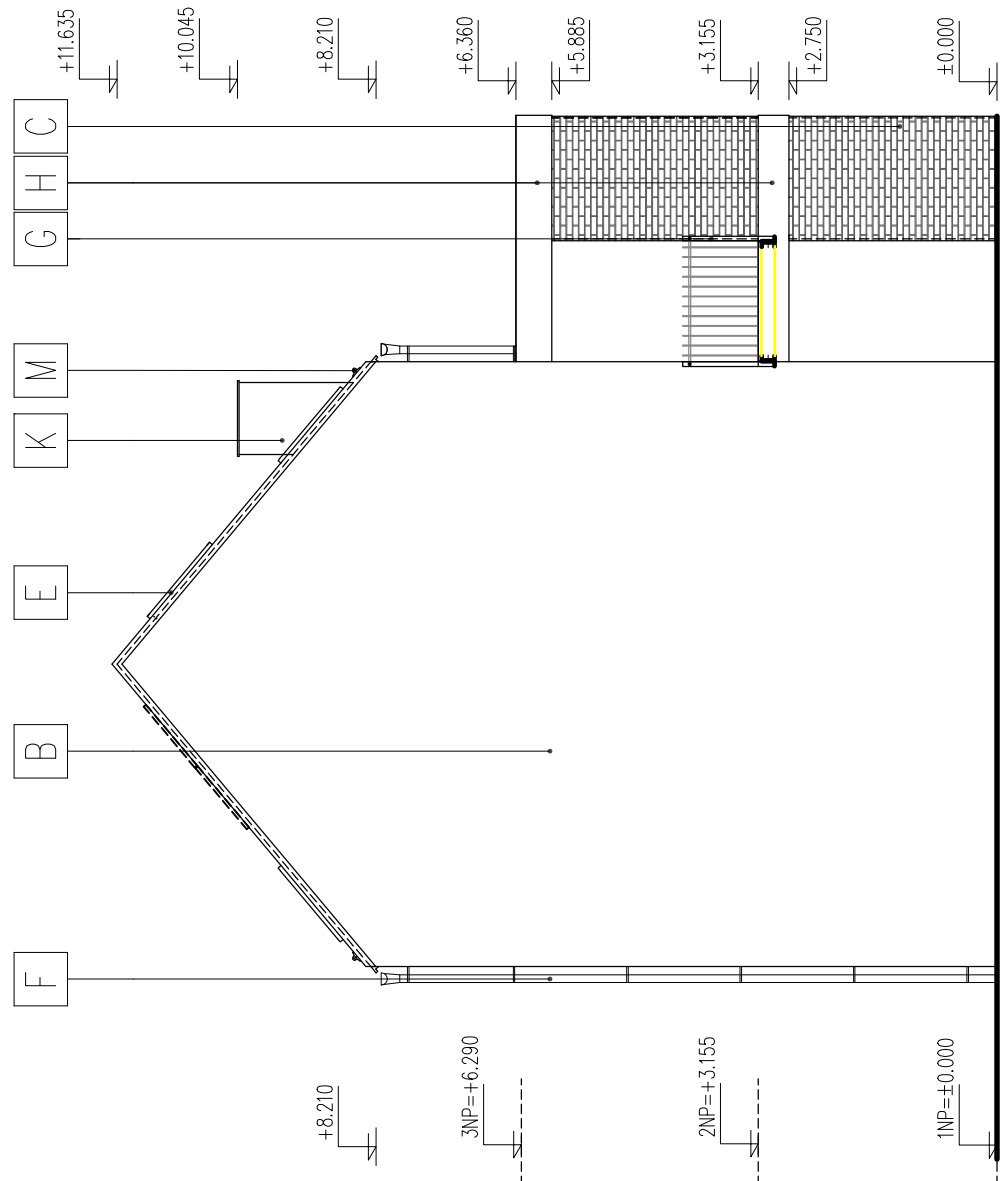 +11.635
+10.045
+8.210
+6.360
+5.885
+3.155
+2.750
±0.000
C
H
G
M
K
E
B
F
+8.210
3NP=+6.290
2NP=+3.155
1NP=±0.000